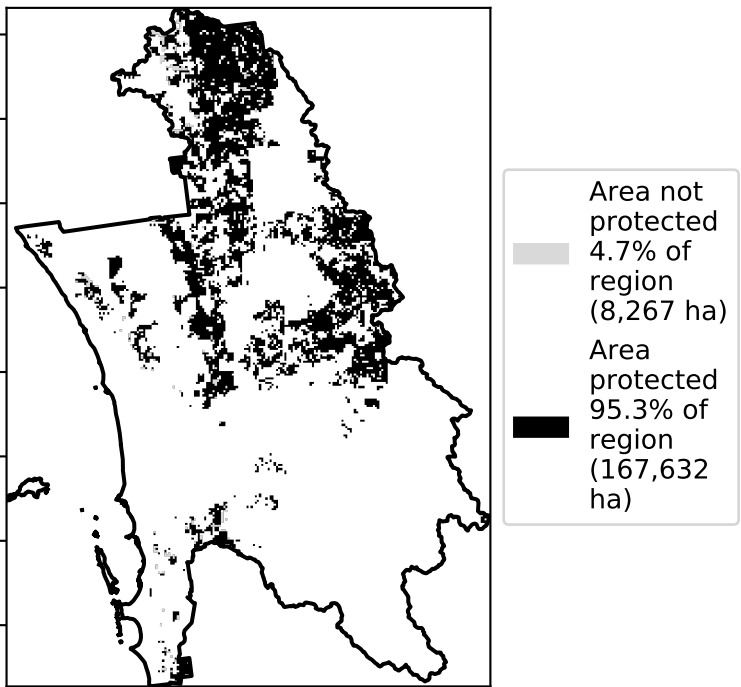 Area not
protected
4.7% of
region
(8,267 ha)
Area
protected
95.3% of
region
(167,632
ha)